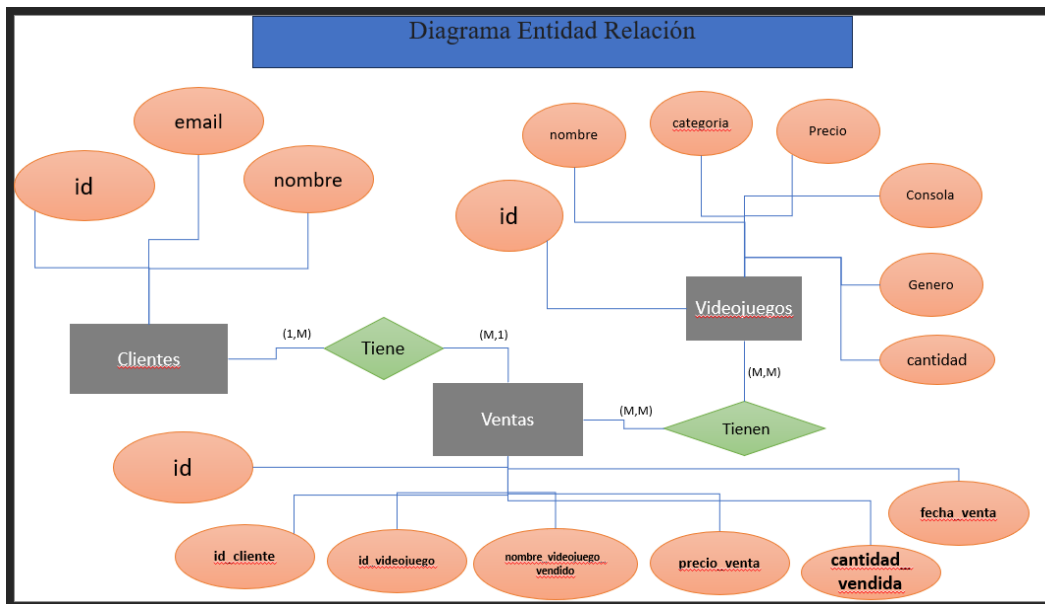 Diagrama Entidad Relación
email
id
nombre
nombre
categoria
Precio
id
Consola
Genero
cantidad
Videojuegos
Clientes
(1,M)
Tiene
(M,1)
Ventas
(M,M)
(M,M)
Tienen
id
id_cliente
id_videojuego
nombre_videojuego_
vendido
precio_venta
cantidad_
vendida
fecha_venta